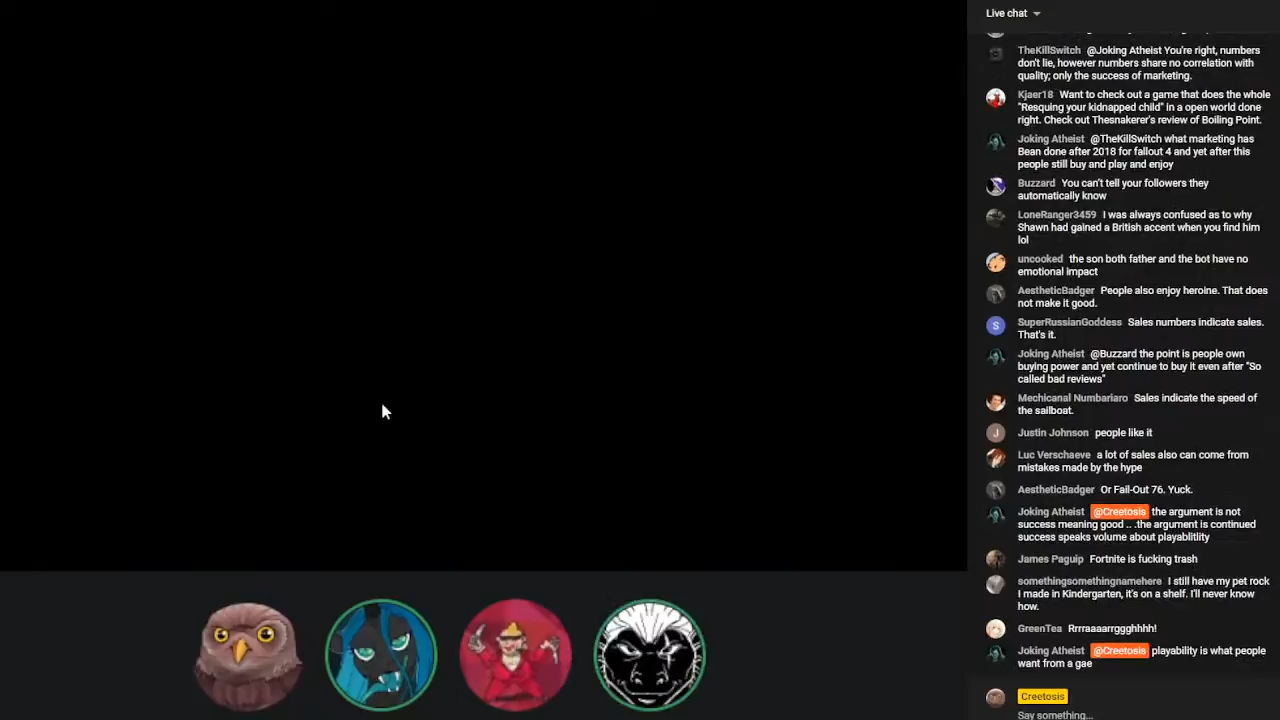 Live chat
TheKillSwitch @Joking Atheist You're right, numbers
don't lie, however numbers share no correlation with
quality; only the success of marketing.
Kjaer18 Want to check out a game that does the whole
"Resquing your kidnapped child" in a open world done
right. Check out Thesnakerer's review of Boiling Point.
Joking Atheist @TheKillSwitch what marketing has
Bean done after 2018 for fallout 4 and yet after this
people still buy and play and enjoy
Buzzard You can't tell your followers they
automatically know
LoneRanger3459 I was always confused as to why
Shawn had gained a British accent when you find him
lol
uncooked the son both father and the bot have no
emotional impact
AestheticBadger People also enjoy heroine. That does
not make it good.
S
SuperRussianGoddess Sales numbers indicate sales.
That's it.
Joking Atheist @Buzzard the point is people own
buying power and yet continue to buy it even after "So
called bad reviews"
Mechicanal Numbariaro Sales indicate the speed of
the sailboat.
J
Justin Johnson people like it
Luc Verschaeve a lot of sales also can come from
mistakes made by the hype
AestheticBadger Or Fail-Out 76. Yuck.
Joking Atheist @Creetosis the argument is not
success meaning good .. .the argument is continued
success speaks volume about playablitlity
James Paguip Fortnite is fucking trash
somethingsomethingnamehere I still have my pet rock
I made in Kindergarten, it's on a shelf. I'll never know
how.
GreenTea Rrrraaaarrggghhhh!
Joking Atheist @Creetosis playability is what people
want from a gae
Creetosis
Say something...